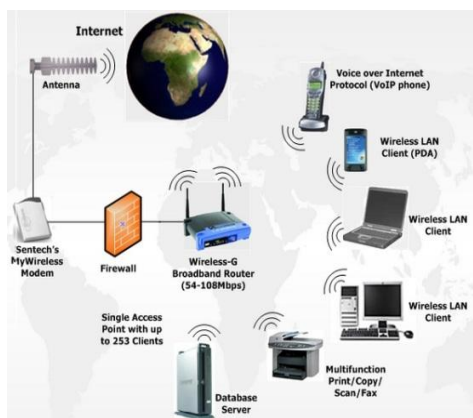 Internet
Antenna
Voice over Internet
Protocol (VoIP phone)
Wireless LAN
Client (PDA)
Sentech's
MyWireless
Modem
Firewall
Wireless-G
Broadband Router
(54-108Mbps)
Wireless LAN
Client
Single Access
Point with up
to 253 Clients
Wireless LAN
Client
Database
Server
Multifunction
Print/Copy/
Scan/Fax